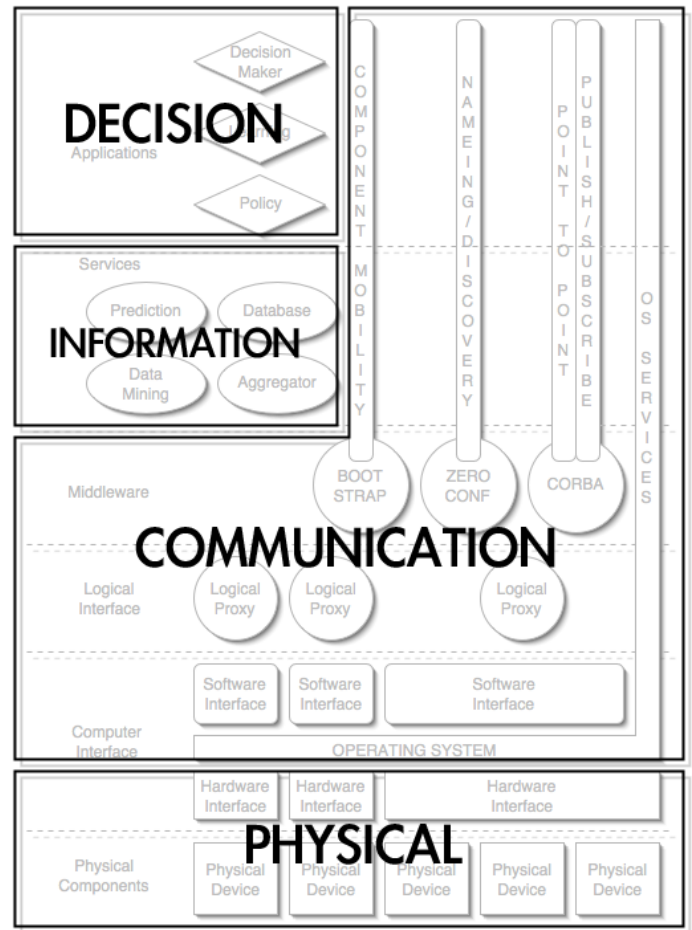 Decision
Maker
DECISION
Learning
Applications
Policy
COMPONENT MOBILITY
NAMEING/DISCOVERY
POINT TO POINT
PUBLISH/SUBSCRIBE
OS SERVICES
Services
Prediction
Database
INFORMATION
Data
Mining
Aggregator
Middleware
BOOT
STRAP
ZERO
CONF
CORBA
COMMUNICATION
Logical
Interface
Logical
Proxy
Logical
Proxy
Logical
Proxy
Software
Interface
Software
Interface
Software
Interface
Computer
Interface
OPERATING SYSTEM
Hardware
Interface
Hardware
Interface
Hardware
Interface
PHYSICAL
Physical
Components
Physical
Device
Physical
Device
Physical
Device
Physical
Device
Physical
Device